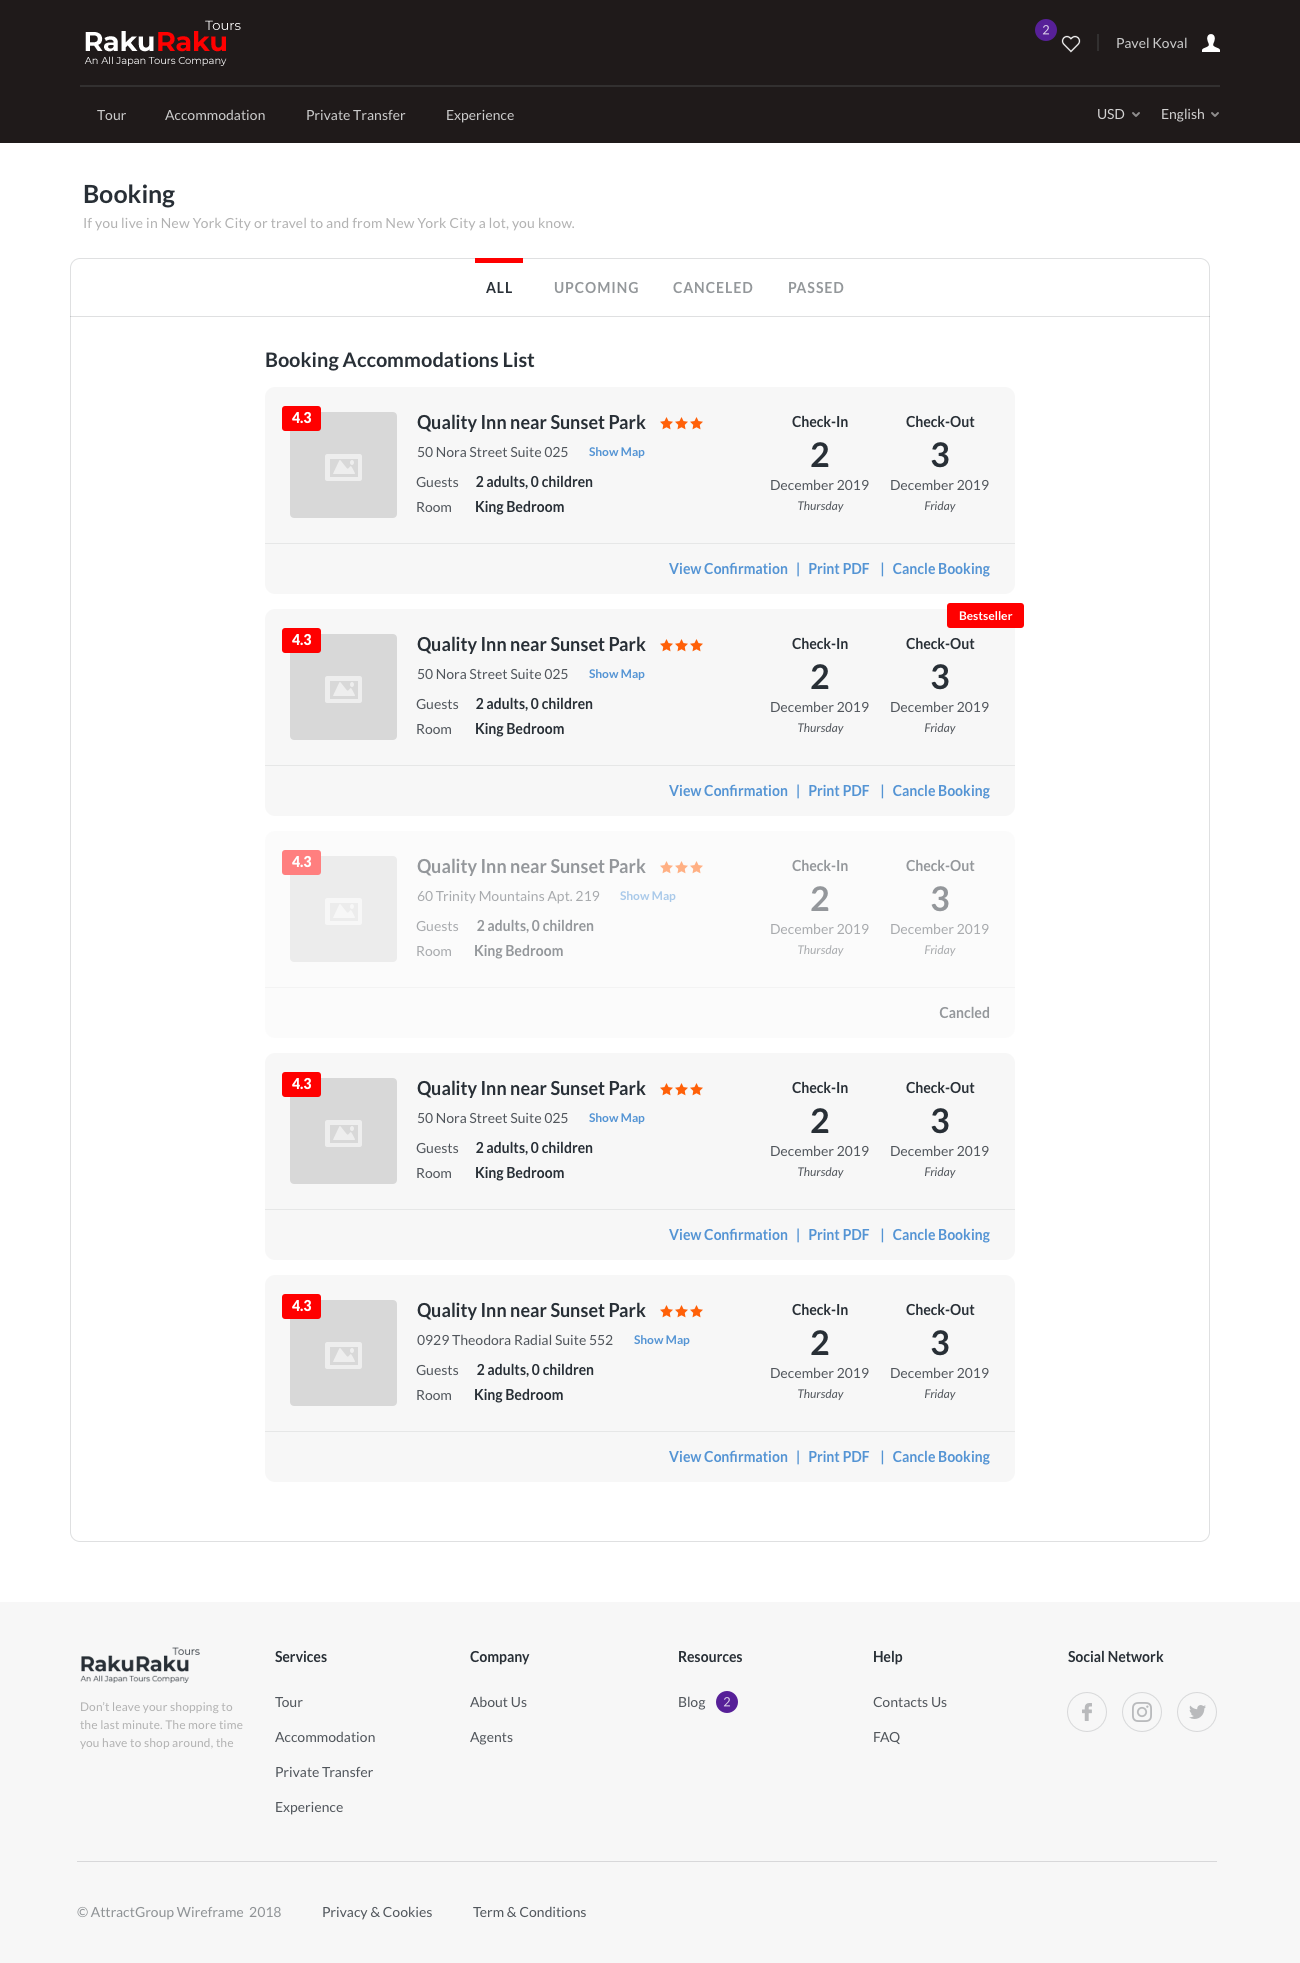 Tours
RakuRaku
An All Japan Tours Company
2
Pavel Koval
Tour Accommodation Private Transfer Experience
USD English
Booking
If you live in New York City or travel to and from New York City a lot, you know.
ALL UPCOMING CANCELED PASSED
Booking Accommodations List
4.3
Quality Inn near Sunset Park
50 Nora Street Suite 025 Show Map
Guests 2 adults, 0 children
Room King Bedroom
Check-In
2
December 2019
Thursday
Check-Out
3
December 2019
Friday
View Confirmation | Print PDF | Cancle Booking
Bestseller
4.3
Quality Inn near Sunset Park
50 Nora Street Suite 025 Show Map
Guests 2 adults, 0 children
Room King Bedroom
Check-In
2
December 2019
Thursday
Check-Out
3
December 2019
Friday
View Confirmation | Print PDF | Cancle Booking
4.3
Quality Inn near Sunset Park
60 Trinity Mountains Apt. 219 Show Map
Guests 2 adults, 0 children
Room King Bedroom
Check-In
2
December 2019
Thursday
Check-Out
3
December 2019
Friday
Cancled
4.3
Quality Inn near Sunset Park
50 Nora Street Suite 025 Show Map
Guests 2 adults, 0 children
Room King Bedroom
Check-In
2
December 2019
Thursday
Check-Out
3
December 2019
Friday
View Confirmation | Print PDF | Cancle Booking
4.3
Quality Inn near Sunset Park
0929 Theodora Radial Suite 552 Show Map
Guests 2 adults, 0 children
Room King Bedroom
Check-In
2
December 2019
Thursday
Check-Out
3
December 2019
Friday
View Confirmation | Print PDF | Cancle Booking
Tours
RakuRaku
An All Japan Tours Company
Don't leave your shopping to
the last minute. The more time
you have to shop around, the
Services
Tour
Accommodation
Private Transfer
Experience
Company
About Us
Agents
Resources
Blog 2
Help
Contacts Us
FAQ
Social Network
© AttractGroup Wireframe 2018 Privacy & Cookies Term & Conditions